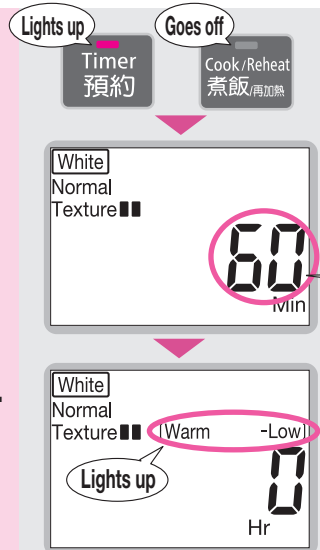 Lights up
Goes off
Timer
預約
Cook/Reheat
煮飯/再加熱
White
Normal
Texture
60
Min
White
Normal
Texture
Warm -Low
Lights up
0
Hr